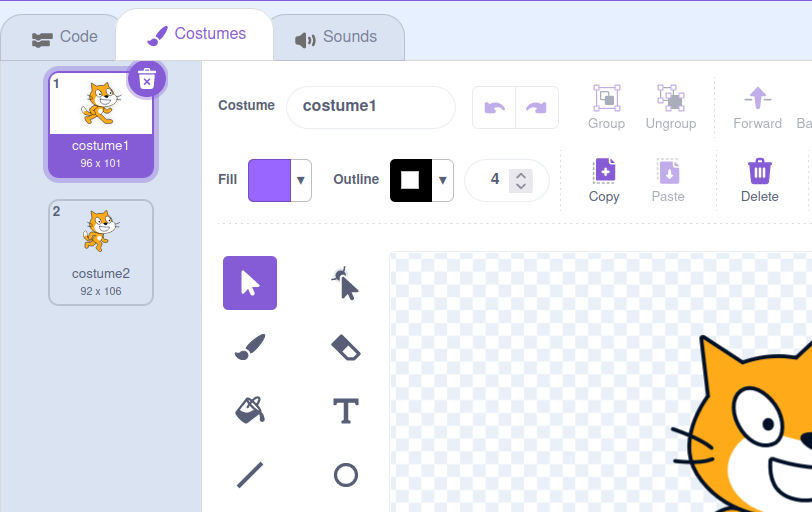 Code
Costumes
Sounds
1
costume1
96 x 101
2
costume2
92 x 106
Costume
costume1
Group
Ungroup
Forward
Ba
Fill
Outline
4
Copy
Paste
Delete
T